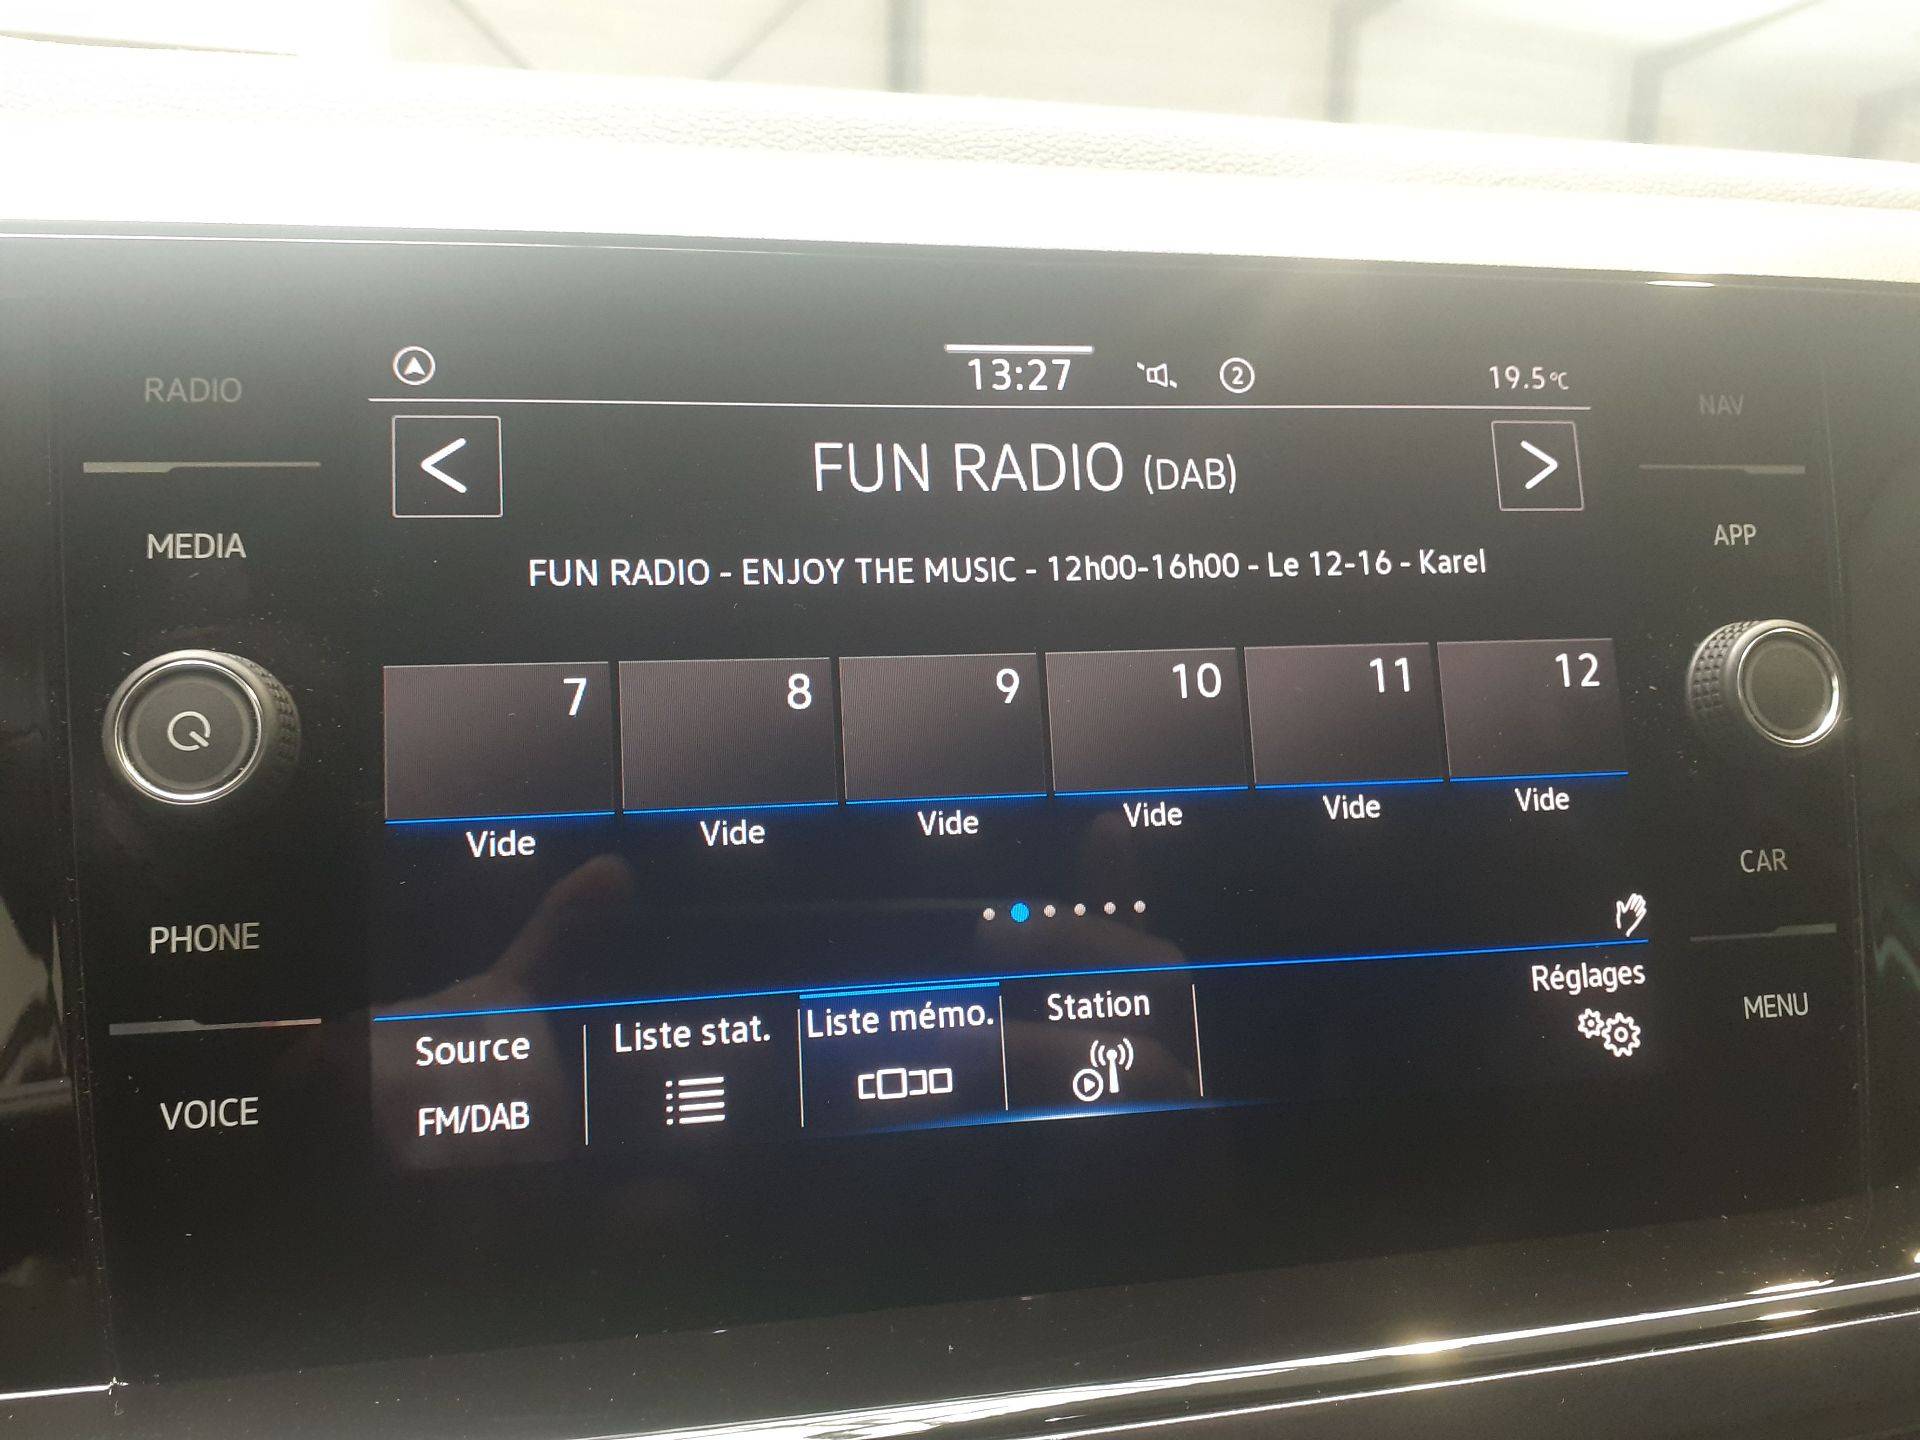 RADIO
MEDIA
PHONE
VOICE
13:27
2
19.5°C
< FUN RADIO (DAB) >
FUN RADIO - ENJOY THE MUSIC - 12h00-16h00 - Le 12-16 - Karel
7 8 9 10 11 12
Vide Vide Vide Vide Vide Vide
Source
FM/DAB
Liste stat.
Liste mémo.
Station
Réglages
NAV
APP
CAR
MENU